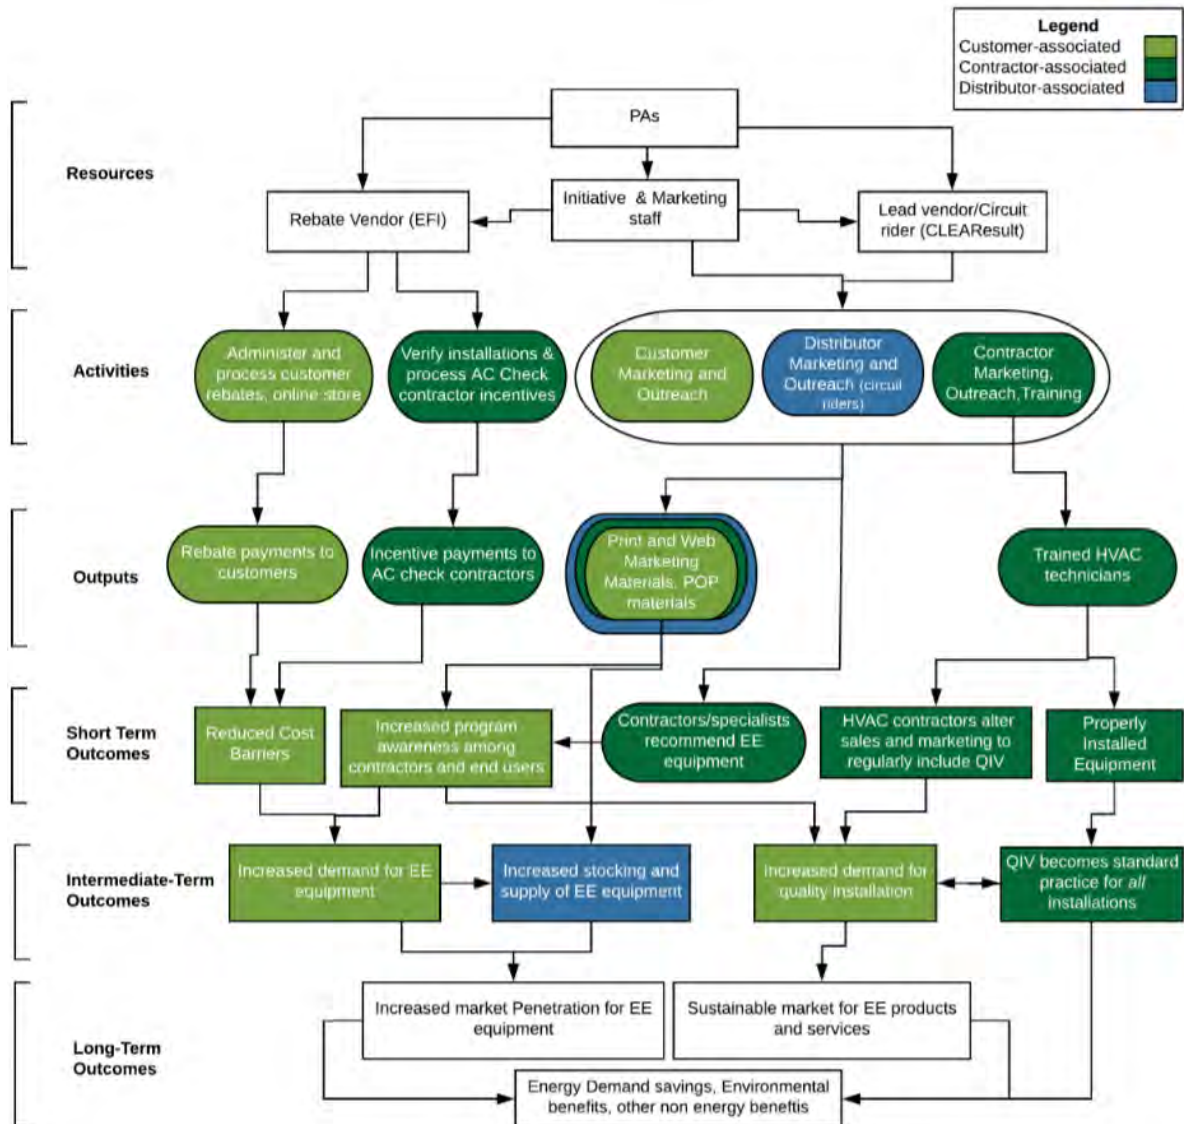 Legend
Customer-associated
Contractor-associated
Distributor-associated
Resources
PAs
Rebate Vendor (EFI)
Initiative & Marketing
staff
Lead vendor/Circuit
rider (CLEAResult)
Activities
Administer and
process customer
rebates, online store
Verify installations &
process AC Check
contractor incentives
Customer
Marketing and
Outreach
Distributor
Marketing and
Outreach (circuit
riders)
Contractor
Marketing,
Outreach,Training
Outputs
Rebate payments to
customers
Incentive payments to
AC check contractors
Print and Web
Marketing
Materials, POP
materials
Trained HVAC
technicians
Short Term
Outcomes
Reduced Cost
Barriers
Increased program
awareness among
contractors and end users
Contractors/specialists
recommend EE
equipment
HVAC contractors alter
sales and marketing to
regularly include QIV
Properly
Installed
Equipment
Intermediate-Term
Outcomes
Increased demand for EE
equipment
Increased stocking and
supply of EE equipment
Increased demand for
quality installation
QIV becomes standard
practice for all
installations
Long-Term
Outcomes
Increased market Penetration for EE
equipment
Sustainable market for EE products
and services
Energy Demand savings, Environmental
benefits, other non energy beneftis